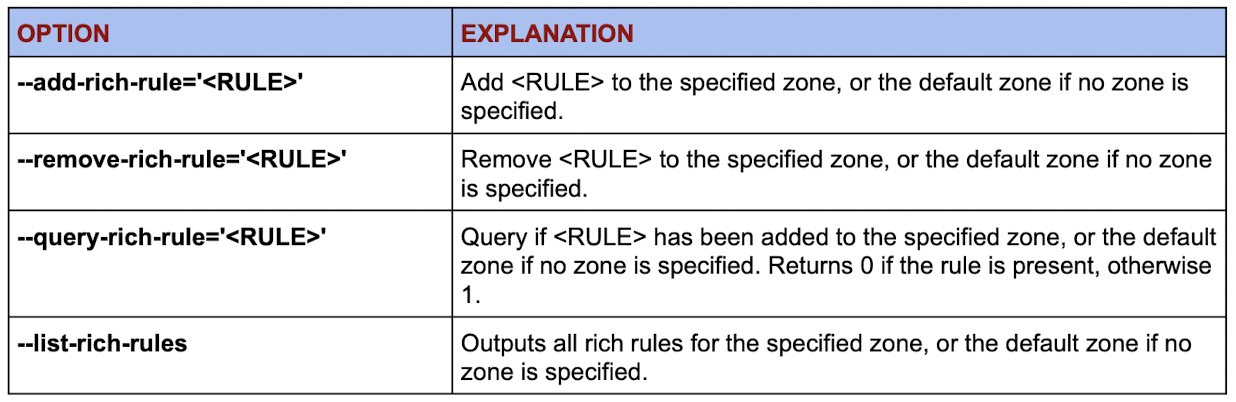 OPTION
EXPLANATION
--add-rich-rule='<RULE>'
Add <RULE> to the specified zone, or the default zone if no zone is
specified.
--remove-rich-rule='<RULE>'
Remove <RULE> to the specified zone, or the default zone if no zone
is specified.
--query-rich-rule='<RULE>'
Query if <RULE> has been added to the specified zone, or the default
zone if no zone is specified. Returns 0 if the rule is present, otherwise
1.
--list-rich-rules
Outputs all rich rules for the specified zone, or the default zone if no
zone is specified.